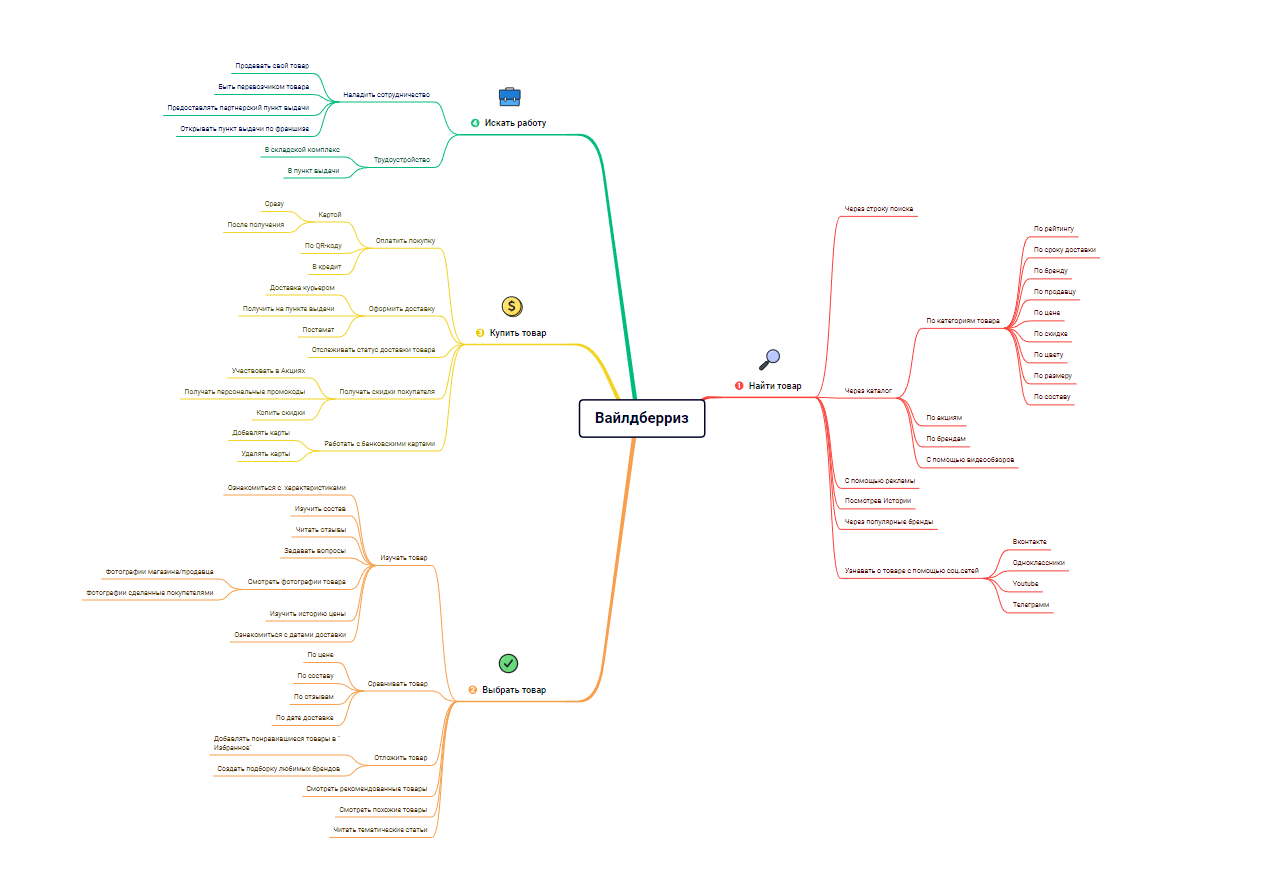 Вайлдберриз
1 Найти товар
Через строку поиска
Через каталог
По категориям товара
По рейтингу
По сроку доставки
По бренду
По продавцу
По цене
По скидке
По цвету
По размеру
По составу
По акциям
По брендам
С помощью видеообзоров
С помощью рекламы
Посмотрев Истории
Через популярные бренды
Узнавать о товаре с помощью соц.сетей
Вконтакте
Одноклассники
Youtube
Телеграмм
2 Выбрать товар
Изучать товар
Ознакомиться с характеристиками
Изучить состав
Читать отзывы
Задавать вопросы
Смотреть фотографии товара
Фотографии магазина/продавца
Фотографии сделанные покупетелями
Изучить историю цены
Ознакомиться с датами доставки
Сравнивать товар
По цене
По составу
По отзывам
По дате доставке
Отложить товар
Добавлять понравившиеся товары в "
Избранное"
Создать подборку любимых брендов
Смотреть рекомендованные товары
Смотреть похожие товары
Читать тематические статьи
3 Купить товар
Оплатить покупку
Картой
Сразу
После получения
По QR-коду
В кредит
Оформить доставку
Доставка курьером
Получить на пункте выдачи
Постамат
Отслеживать статус доставки товара
Получать скидки покупателя
Участвовать в Акциях
Получать персональные промокоды
Копить скидки
Работать с банковскими картами
Добавлять карты
Удалять карты
4 Искать работу
Наладить сотрудничество
Продавать свой товар
Быть перевозчиком товара
Предоставлять партнерский пункт выдачи
Открывать пункт выдачи по франшизе
Трудоустройство
В складской комплекс
В пункт выдачи